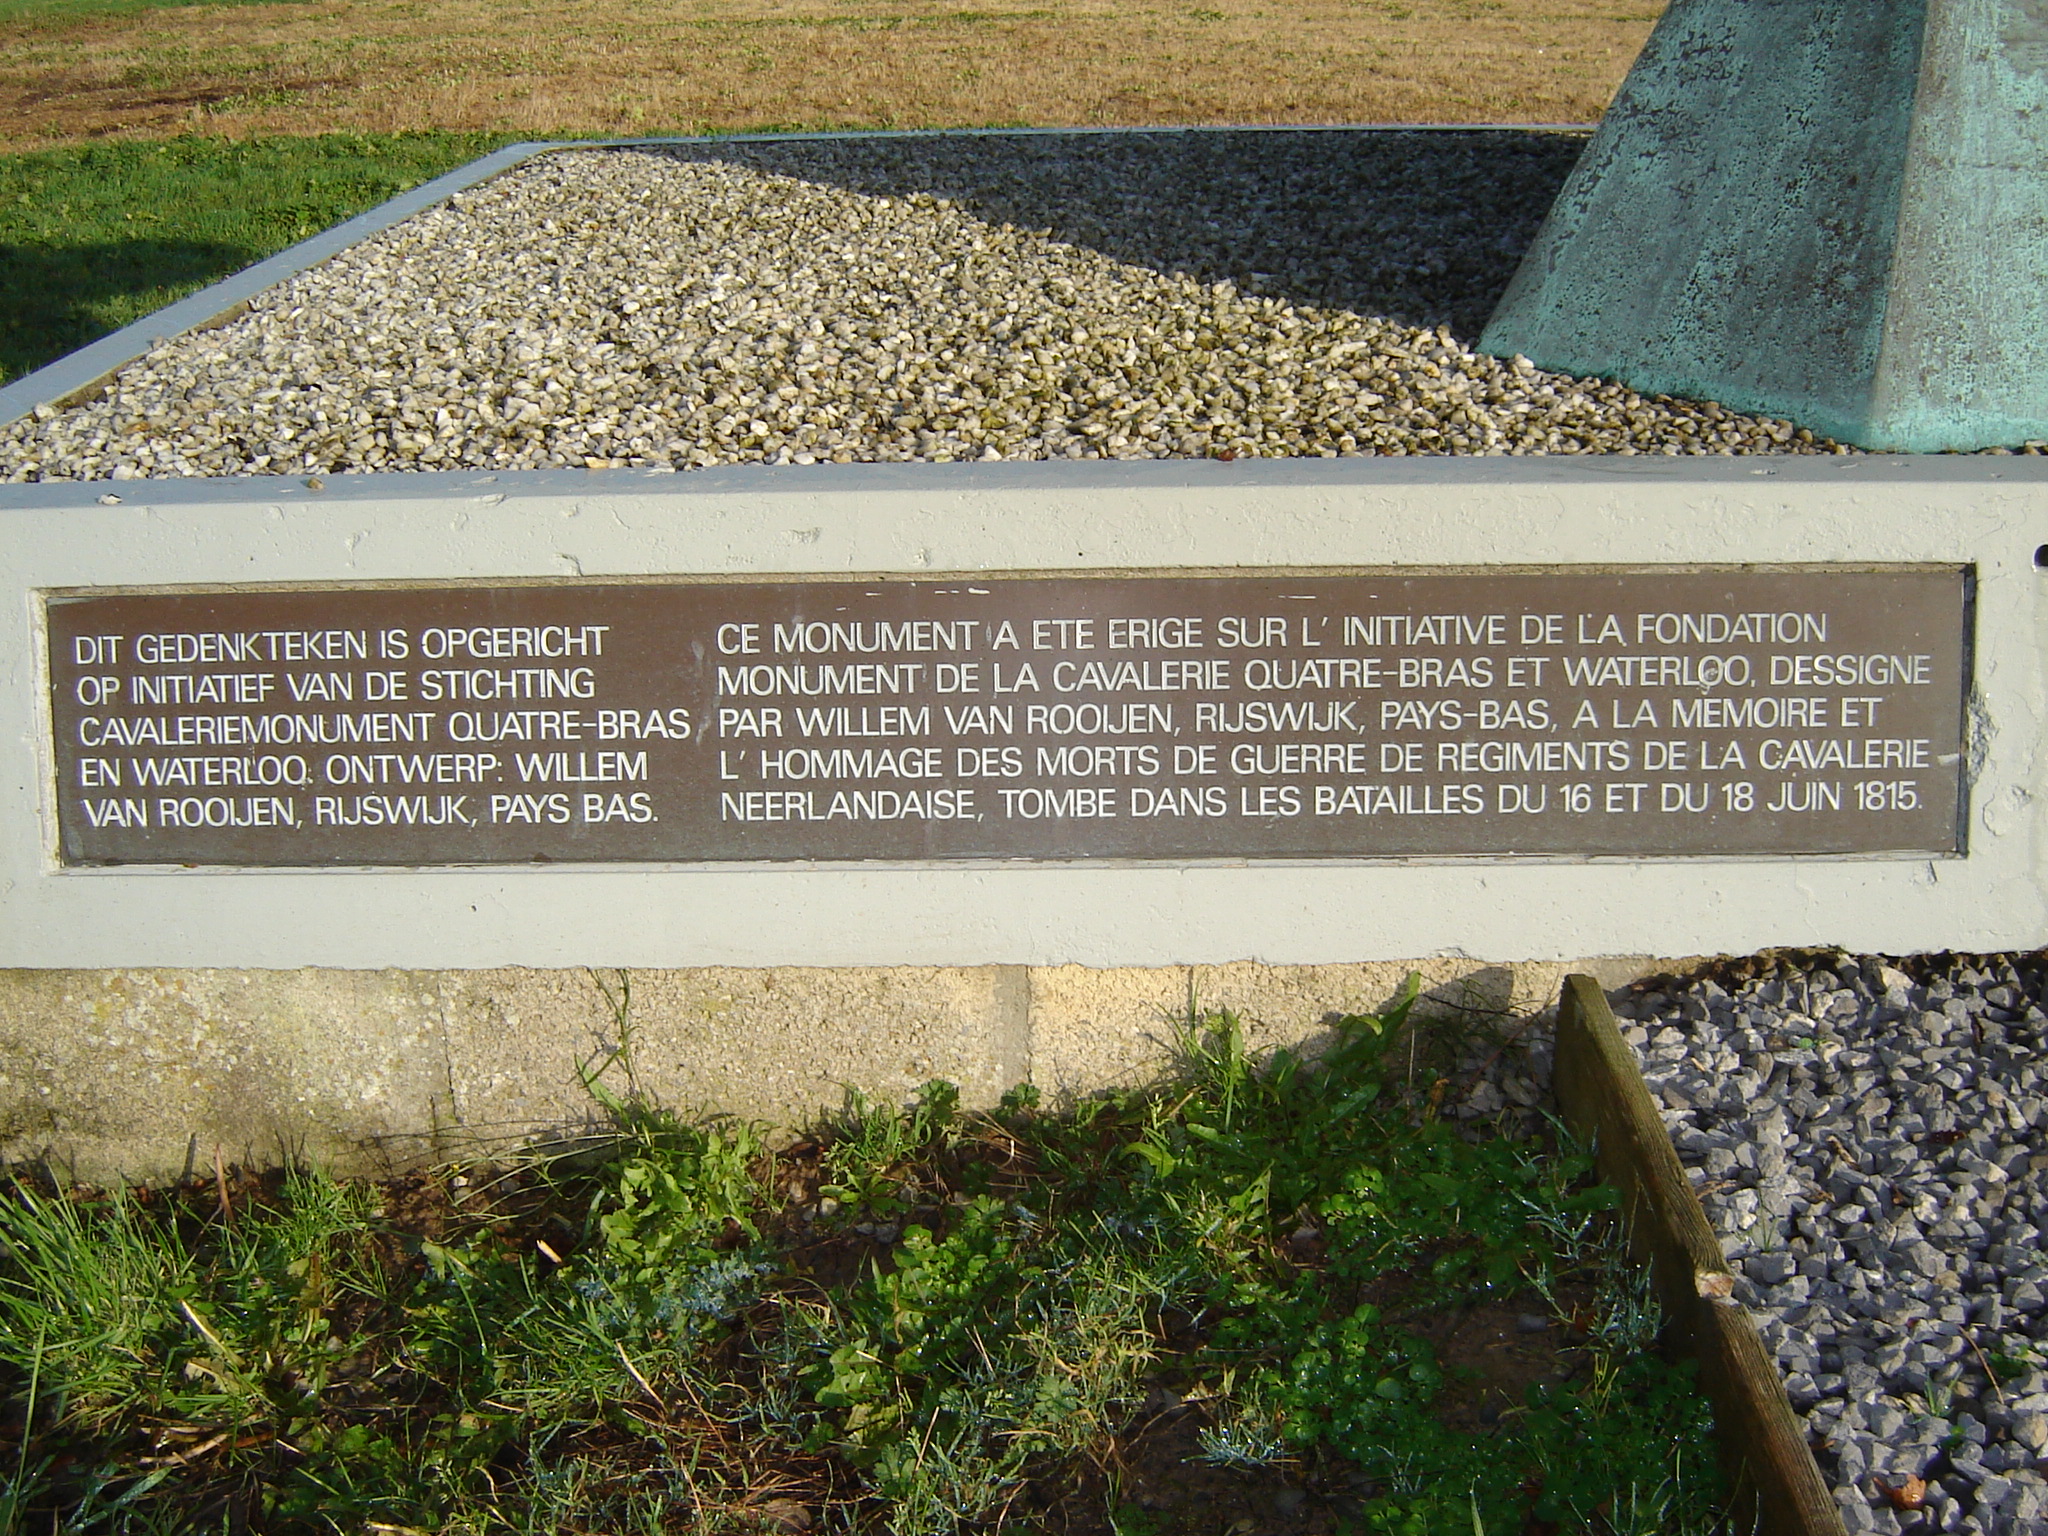 DIT GEDENKTEKEN IS OPGERICHT
OP INITIATIEF VAN DE STICHTING
CAVALERIEMONUMENT QUATRE-BRAS
EN WATERLOO. ONTWERP: WILLEM
VAN ROOIJEN, RIJSWIJK, PAYS BAS.
CE MONUMENT A ETE ERIGE SUR L' INITIATIVE DE LA FONDATION
MONUMENT DE LA CAVALERIE QUATRE-BRAS ET WATERLOO, DESSIGNE
PAR WILLEM VAN ROOIJEN, RIJSWIJK, PAYS-BAS, A LA MEMOIRE ET
L' HOMMAGE DES MORTS DE GUERRE DE REGIMENTS DE LA CAVALERIE
NEERLANDAISE, TOMBE DANS LES BATAILLES DU 16 ET DU 18 JUIN 1815.